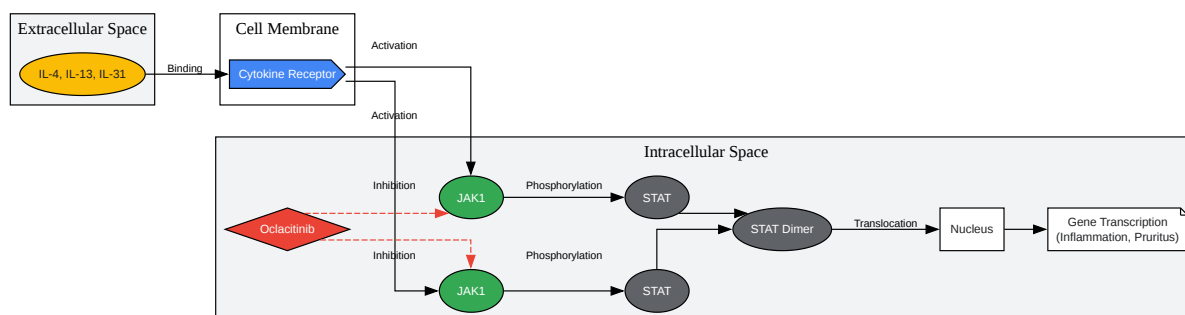 Extracellular Space
IL-4, IL-13, IL-31
Binding
Cell Membrane
Cytokine Receptor
Activation
Activation
Intracellular Space
Oclacitinib
Inhibition
Inhibition
JAK1
JAK1
Phosphorylation
Phosphorylation
STAT
STAT
STAT Dimer
Translocation
Nucleus
Gene Transcription
(Inflammation, Pruritus)